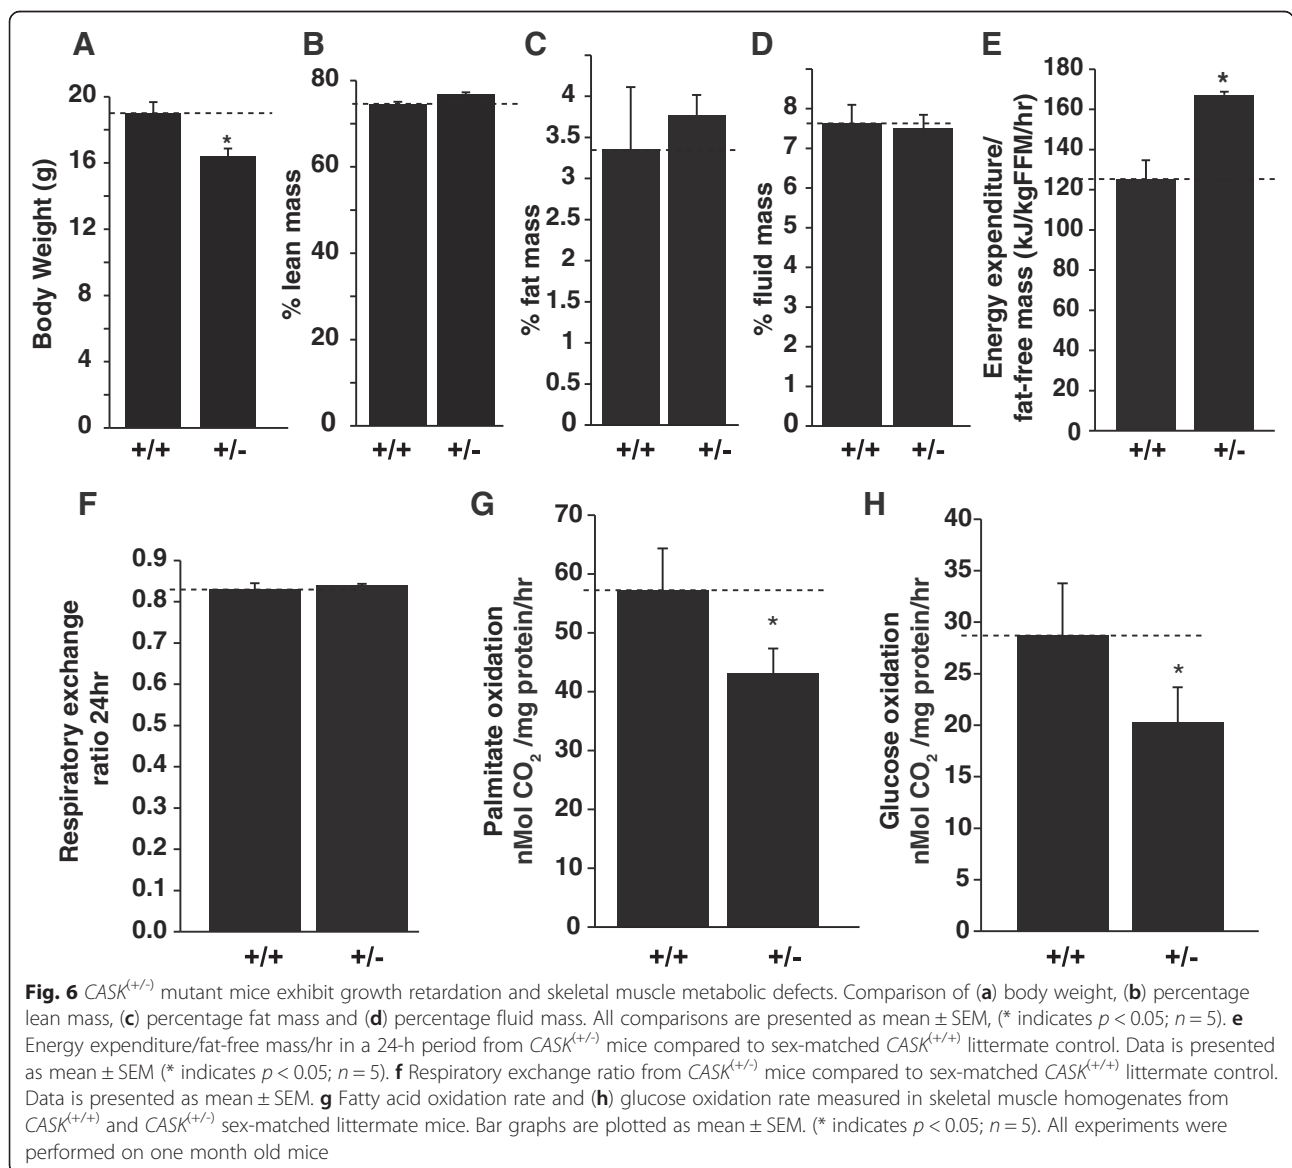 A
B
C
D
E
20
16
12
8
4
0
Body Weight (g)
*
+/+ +/-
80
60
40
20
0
% lean mass
+/+ +/-
4
3.5
3
2.5
2
1.5
1
0.5
0
% fat mass
+/+ +/-
8
7
6
5
4
3
2
1
0
% fluid mass
+/+ +/-
180
160
140
120
100
80
60
40
20
0
Energy expenditure/
fat-free mass (kJ/kgFFM/hr)
*
+/+ +/-
F
G
H
0.9
0.8
0.7
0.6
0.5
0.4
0.3
0.2
0.1
0.0
Respiratory exchange
ratio 24hr
+/+ +/-
70
60
50
40
30
20
10
0
Palmitate oxidation
nMol CO₂ /mg protein/hr
*
+/+ +/-
40
35
30
25
20
15
10
5
0
Glucose oxidation
nMol CO₂ /mg protein/hr
*
+/+ +/-
Fig. 6 CASK⁽⁺/⁻⁾ mutant mice exhibit growth retardation and skeletal muscle metabolic defects. Comparison of (a) body weight, (b) percentage
lean mass, (c) percentage fat mass and (d) percentage fluid mass. All comparisons are presented as mean ± SEM, (* indicates p < 0.05; n = 5). e
Energy expenditure/fat-free mass/hr in a 24-h period from CASK⁽⁺/⁻⁾ mice compared to sex-matched CASK⁽⁺/⁺⁾ littermate control. Data is presented
as mean ± SEM (* indicates p < 0.05; n = 5). f Respiratory exchange ratio from CASK⁽⁺/⁻⁾ mice compared to sex-matched CASK⁽⁺/⁺⁾ littermate control.
Data is presented as mean ± SEM. g Fatty acid oxidation rate and (h) glucose oxidation rate measured in skeletal muscle homogenates from
CASK⁽⁺/⁺⁾ and CASK⁽⁺/⁻⁾ sex-matched littermate mice. Bar graphs are plotted as mean ± SEM. (* indicates p < 0.05; n = 5). All experiments were
performed on one month old mice